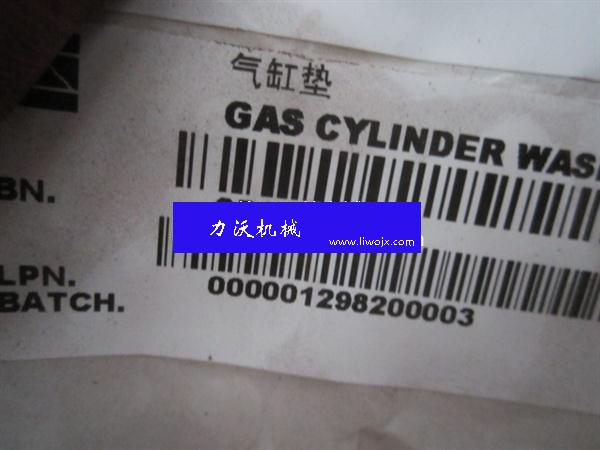 气缸垫
GAS CYLINDER WAS
BN.
力沃机械
www.liwojx.com
LPN.
BATCH.
000001298200003